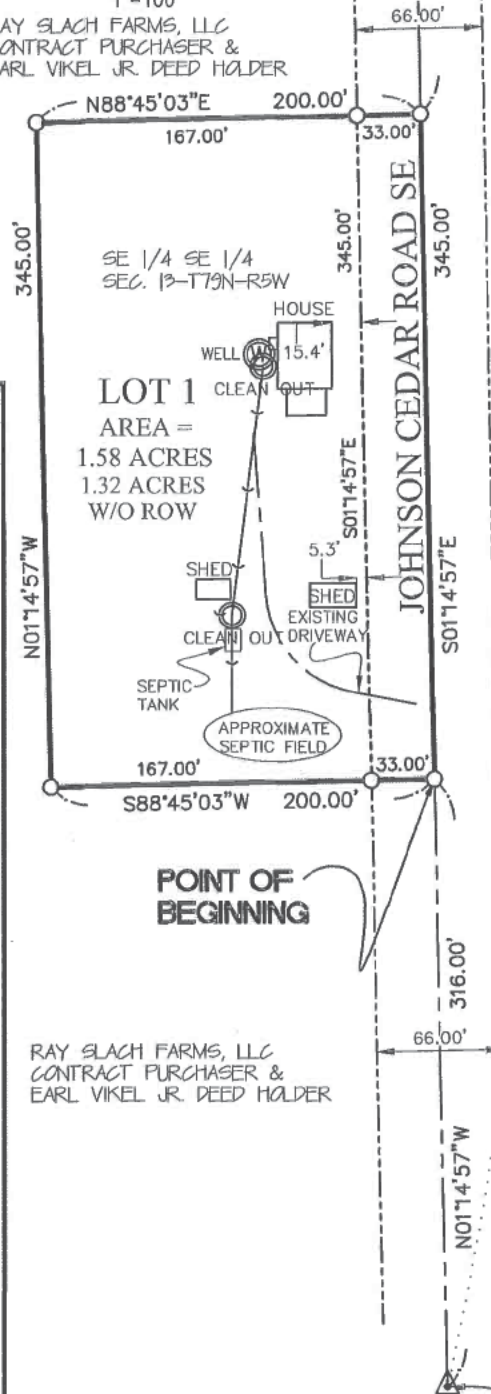 1"=100'
RAY SLACH FARMS, LLC
CONTRACT PURCHASER &
EARL VIKEL JR. DEED HOLDER
66.00'
N88°45'03"E 200.00'
167.00' 33.00'
345.00'
345.00'
345.00'
JOHNSON CEDAR ROAD SE
SE 1/4 SE 1/4
SEC. 13-T79N-R5W
HOUSE
WELL W 15.4'
CLEAN OUT
LOT 1
AREA =
1.58 ACRES
1.32 ACRES
W/O ROW
S01°14'57"E
S01°14'57"E
N01°14'57"W
5.3'
SHED
SHED
CLEAN OUT
EXISTING
DRIVEWAY
SEPTIC
TANK
APPROXIMATE
SEPTIC FIELD
167.00' 33.00'
S88°45'03"W 200.00'
POINT OF
BEGINNING
316.00'
66.00'
RAY SLACH FARMS, LLC
CONTRACT PURCHASER &
EARL VIKEL JR. DEED HOLDER
N01°14'57"W